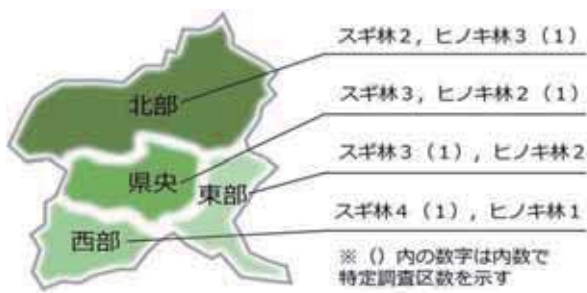 北部
県央
東部
西部
スギ林2，ヒノキ林3（1）
スギ林3，ヒノキ林2（1）
スギ林3（1），ヒノキ林2
スギ林4（1），ヒノキ林1
※（）内の数字は内数で
特定調査区数を示す